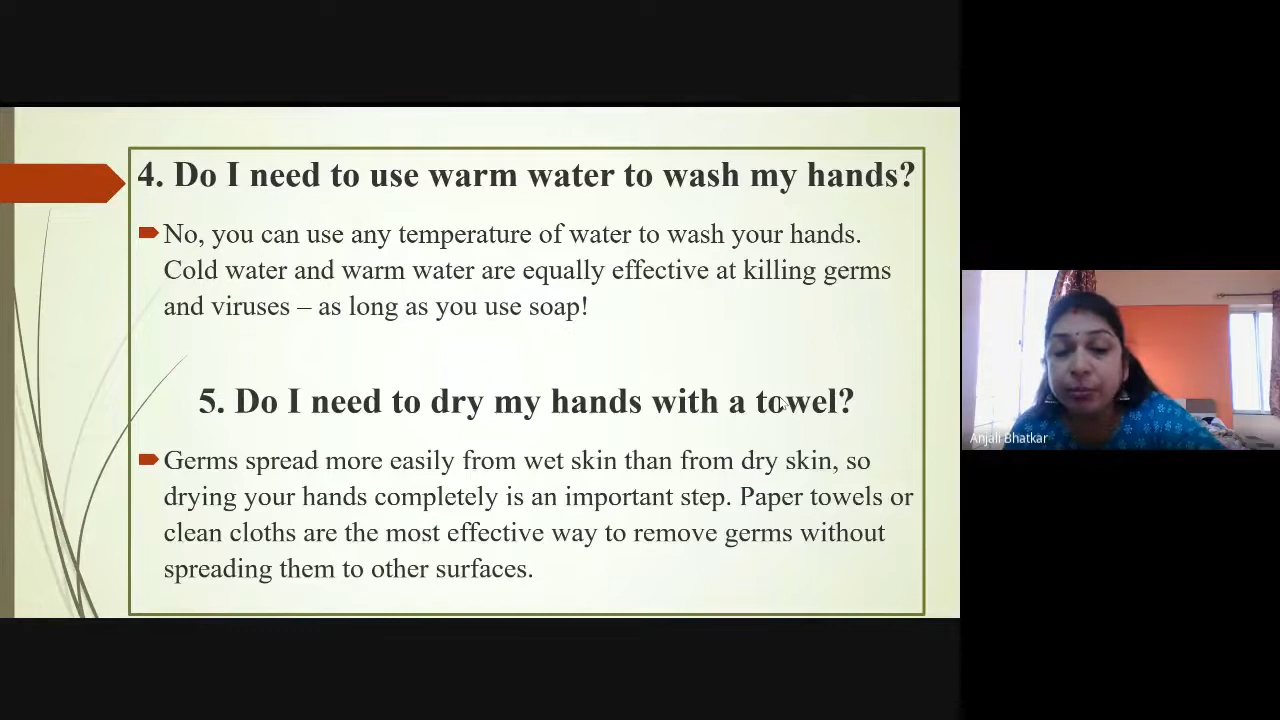 4. Do I need to use warm water to wash my hands?
No, you can use any temperature of water to wash your hands.
Cold water and warm water are equally effective at killing germs
and viruses – as long as you use soap!
5. Do I need to dry my hands with a towel?
Germs spread more easily from wet skin than from dry skin, so
drying your hands completely is an important step. Paper towels or
clean cloths are the most effective way to remove germs without
spreading them to other surfaces.
Anjali Bhatkar